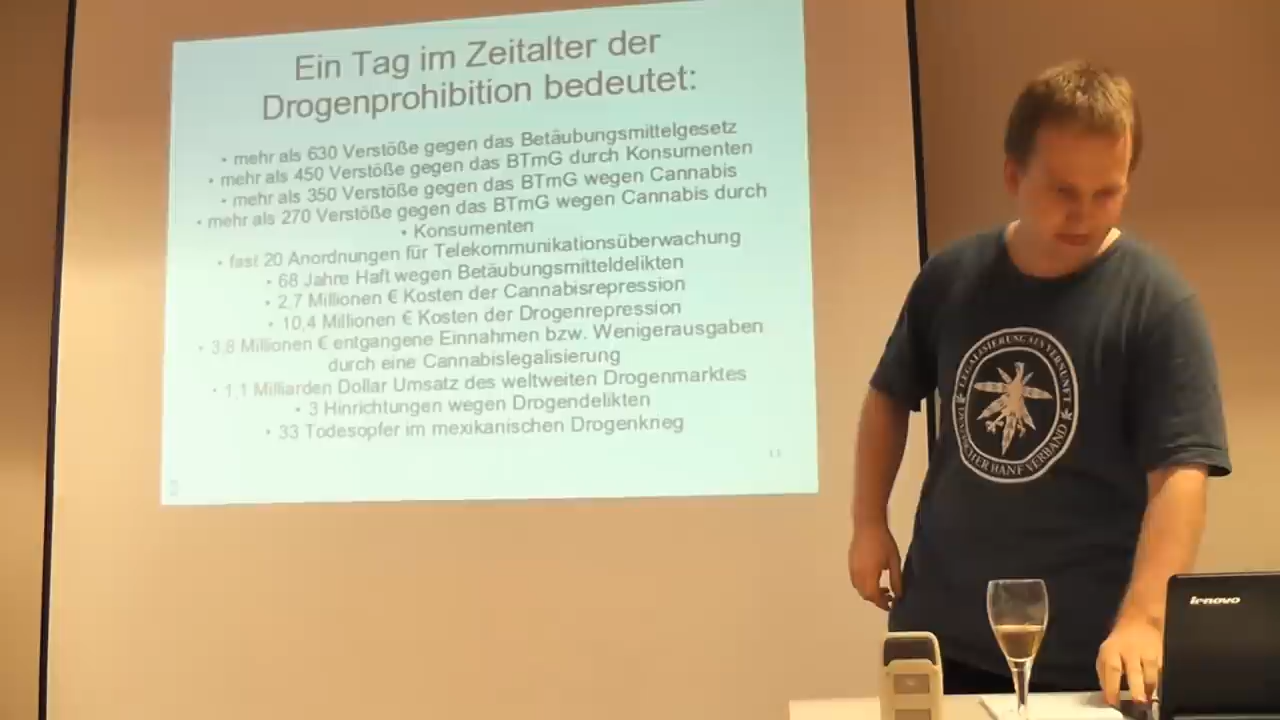 Ein Tag im Zeitalter der
Drogenprohibition bedeutet:
• mehr als 630 Verstöße gegen das Betäubungsmittelgesetz
• mehr als 450 Verstöße gegen das BTmG durch Konsumenten
• mehr als 350 Verstöße gegen das BTmG wegen Cannabis
• mehr als 270 Verstöße gegen das BTmG wegen Cannabis durch
• Konsumenten
• fast 20 Anordnungen für Telekommunikationsüberwachung
• 68 Jahre Haft wegen Betäubungsmitteldelikten
• 2,7 Millionen € Kosten der Cannabisrepression
• 10,4 Millionen € Kosten der Drogenrepression
• 3,8 Millionen € entgangene Einnahmen bzw. Wenigerausgaben
durch eine Cannabislegalisierung
• 1,1 Milliarden Dollar Umsatz des weltweiten Drogenmarktes
• 3 Hinrichtungen wegen Drogendelikten
• 33 Todesopfer im mexikanischen Drogenkrieg
11
LEGALISIERUNG ALS VERNUNFT
HANF VERBAND
lenovo